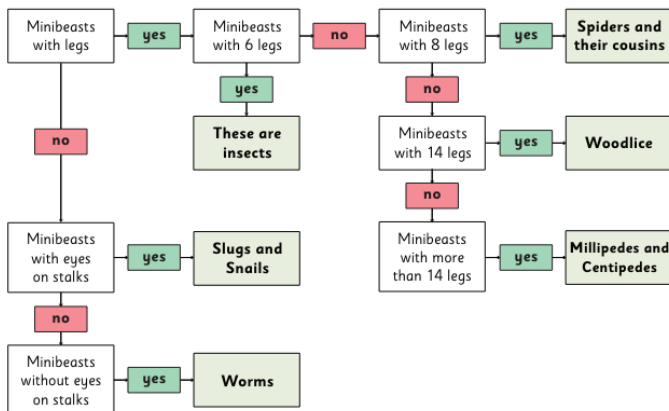 Minibeasts
with legs
yes
Minibeasts
with 6 legs
no
Minibeasts
with 8 legs
yes
Spiders and
their cousins
yes
These are
insects
no
Minibeasts
with 14 legs
yes
Woodlice
no
Minibeasts
with more
than 14 legs
yes
Millipedes and
Centipedes
no
Minibeasts
with eyes
on stalks
yes
Slugs and
Snails
no
Minibeasts
without eyes
on stalks
yes
Worms